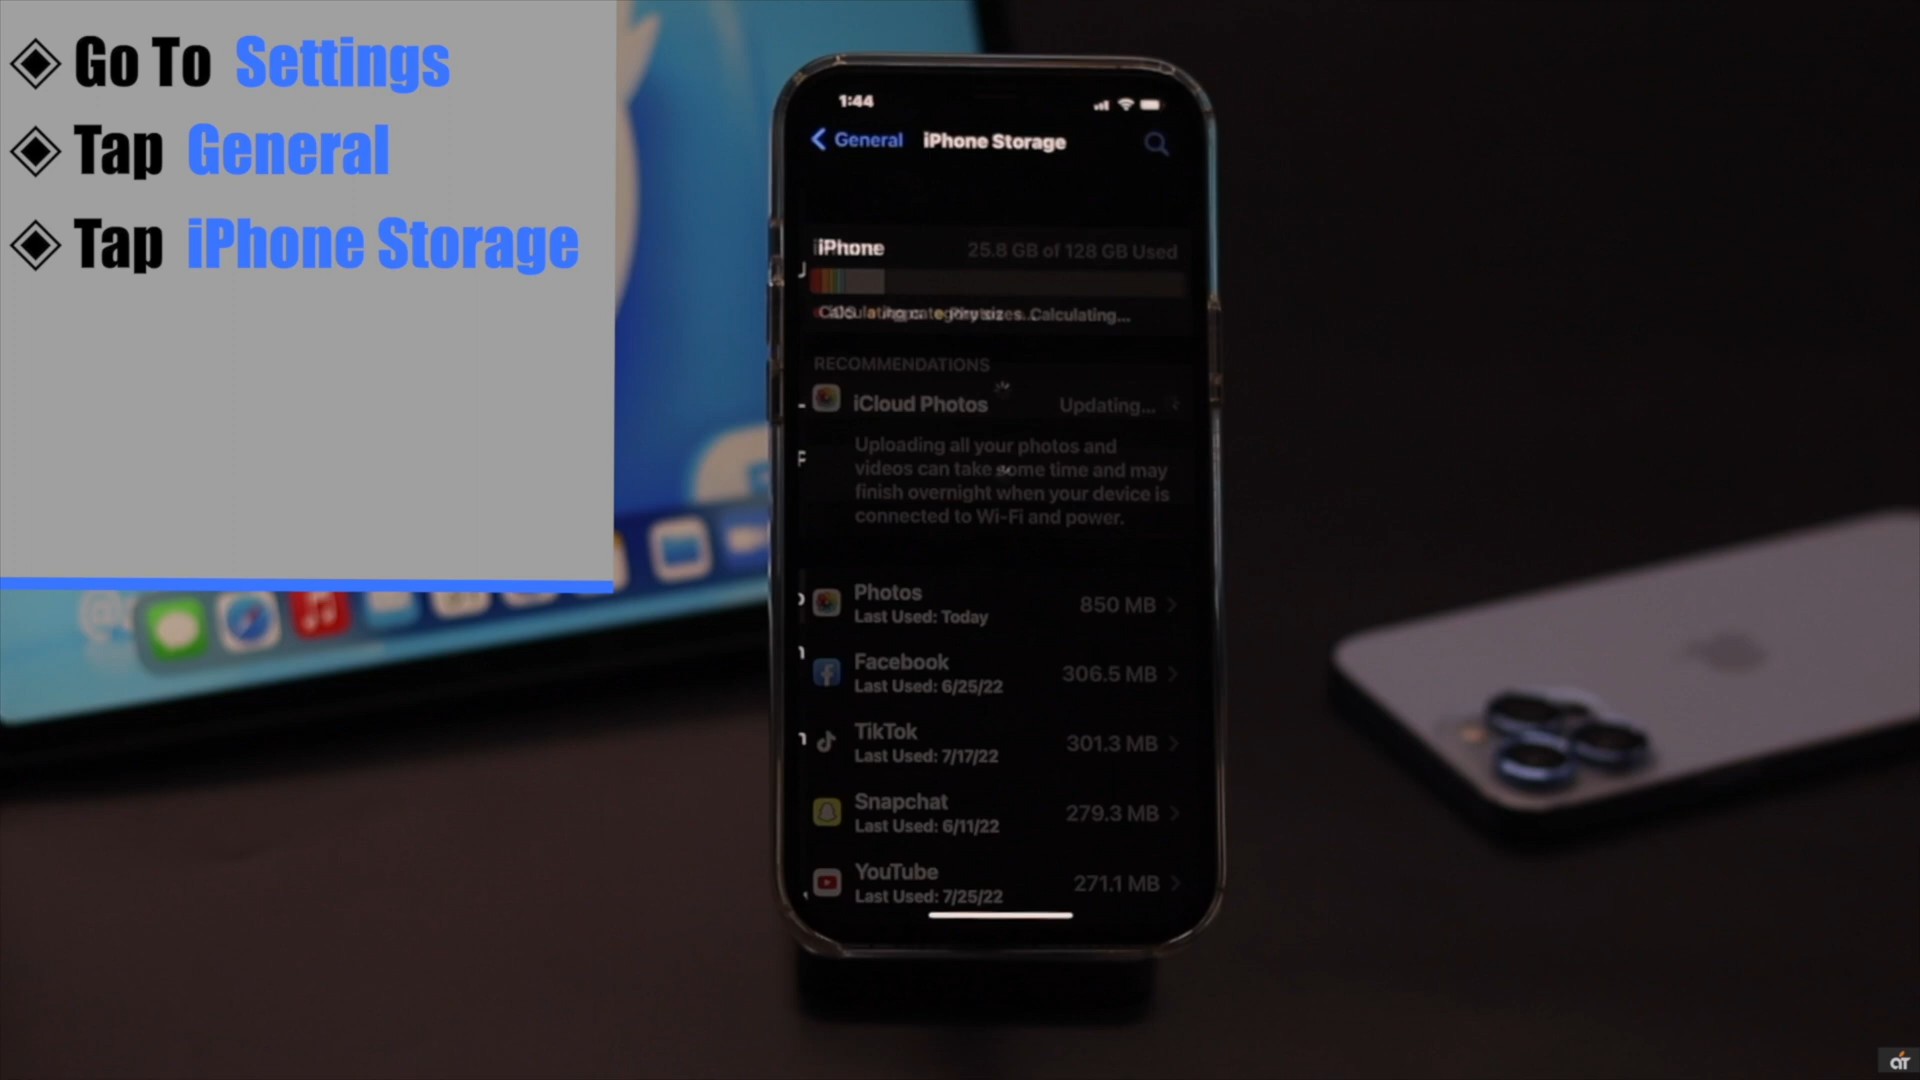 Go To Settings
Tap General
Tap iPhone Storage
1:44
General
iPhone Storage
iPhone
25.8 GB of 128 GB Used
Calculating...
RECOMMENDATIONS
iCloud Photos
Updating...
Uploading all your photos and
videos can take some time and may
finish overnight when your device is
connected to Wi-Fi and power.
Photos
850 MB
Last Used: Today
Facebook
306.5 MB
Last Used: 6/25/22
TikTok
301.3 MB
Last Used: 7/17/22
Snapchat
279.3 MB
Last Used: 6/11/22
YouTube
271.1 MB
Last Used: 7/25/22